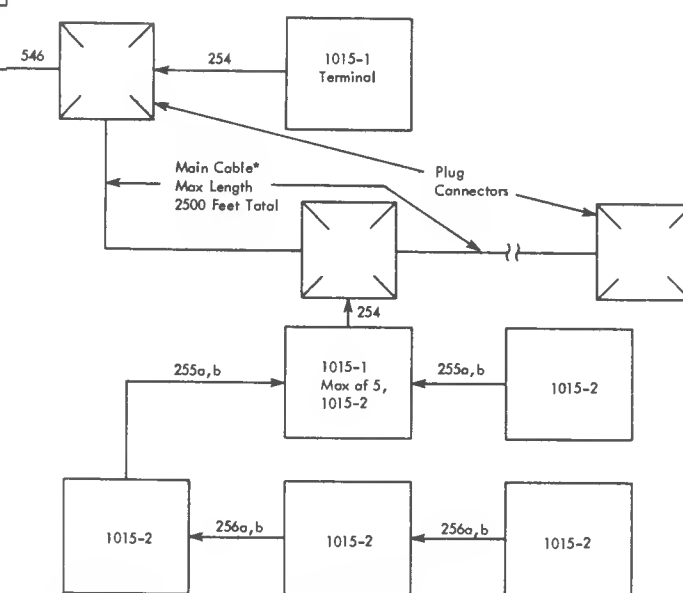 546
254
1015-1
Terminal
Main Cable*
Max Length
2500 Feet Total
Plug
Connectors
254
255a,b
1015-1
Max of 5,
1015-2
255a,b
1015-2
1015-2
256a,b
1015-2
256a,b
1015-2